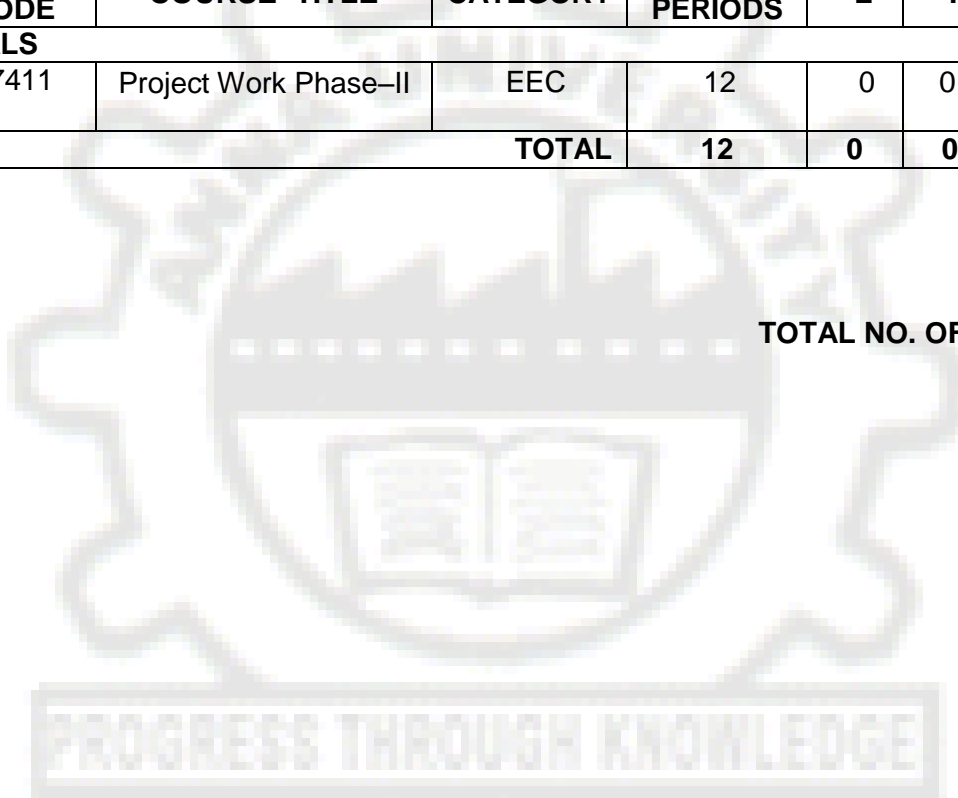 ODE COURSE TITLE CATEGORY PERIODS L
LS
7411 Project Work Phase–II EEC 12 0 0
TOTAL 12 0 0
TOTAL NO. OF
PROGRESS THROUGH KNOWLEDGE